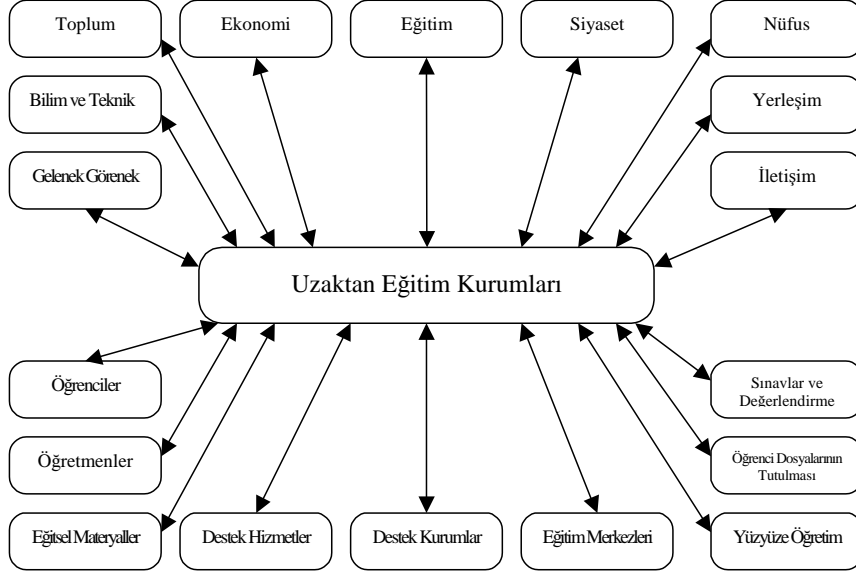 Toplum
Ekonomi
Eğitim
Siyaset
Nüfus
Bilim ve Teknik
Yerleşim
Gelenek Görenek
İletişim
Uzaktan Eğitim Kurumları
Öğrenciler
Sınavlar ve
Değerlendirme
Öğretmenler
Öğrenci Dosyalarının
Tutulması
Eğitsel Materyaller
Destek Hizmetler
Destek Kurumlar
Eğitim Merkezleri
Yüzyüze Öğretim